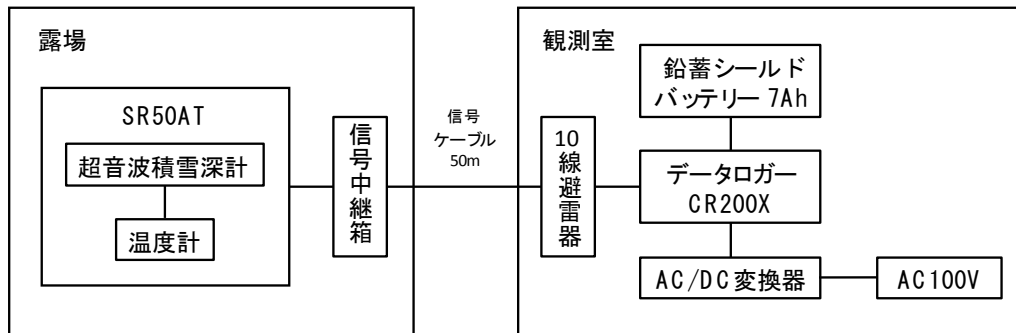 露場
SR50AT
超音波積雪深計
温度計
信号中継箱
信号
ケーブル
50m
観測室
10線避雷器
鉛蓄シールド
バッテリー 7Ah
データロガー
CR200X
AC/DC変換器
AC100V